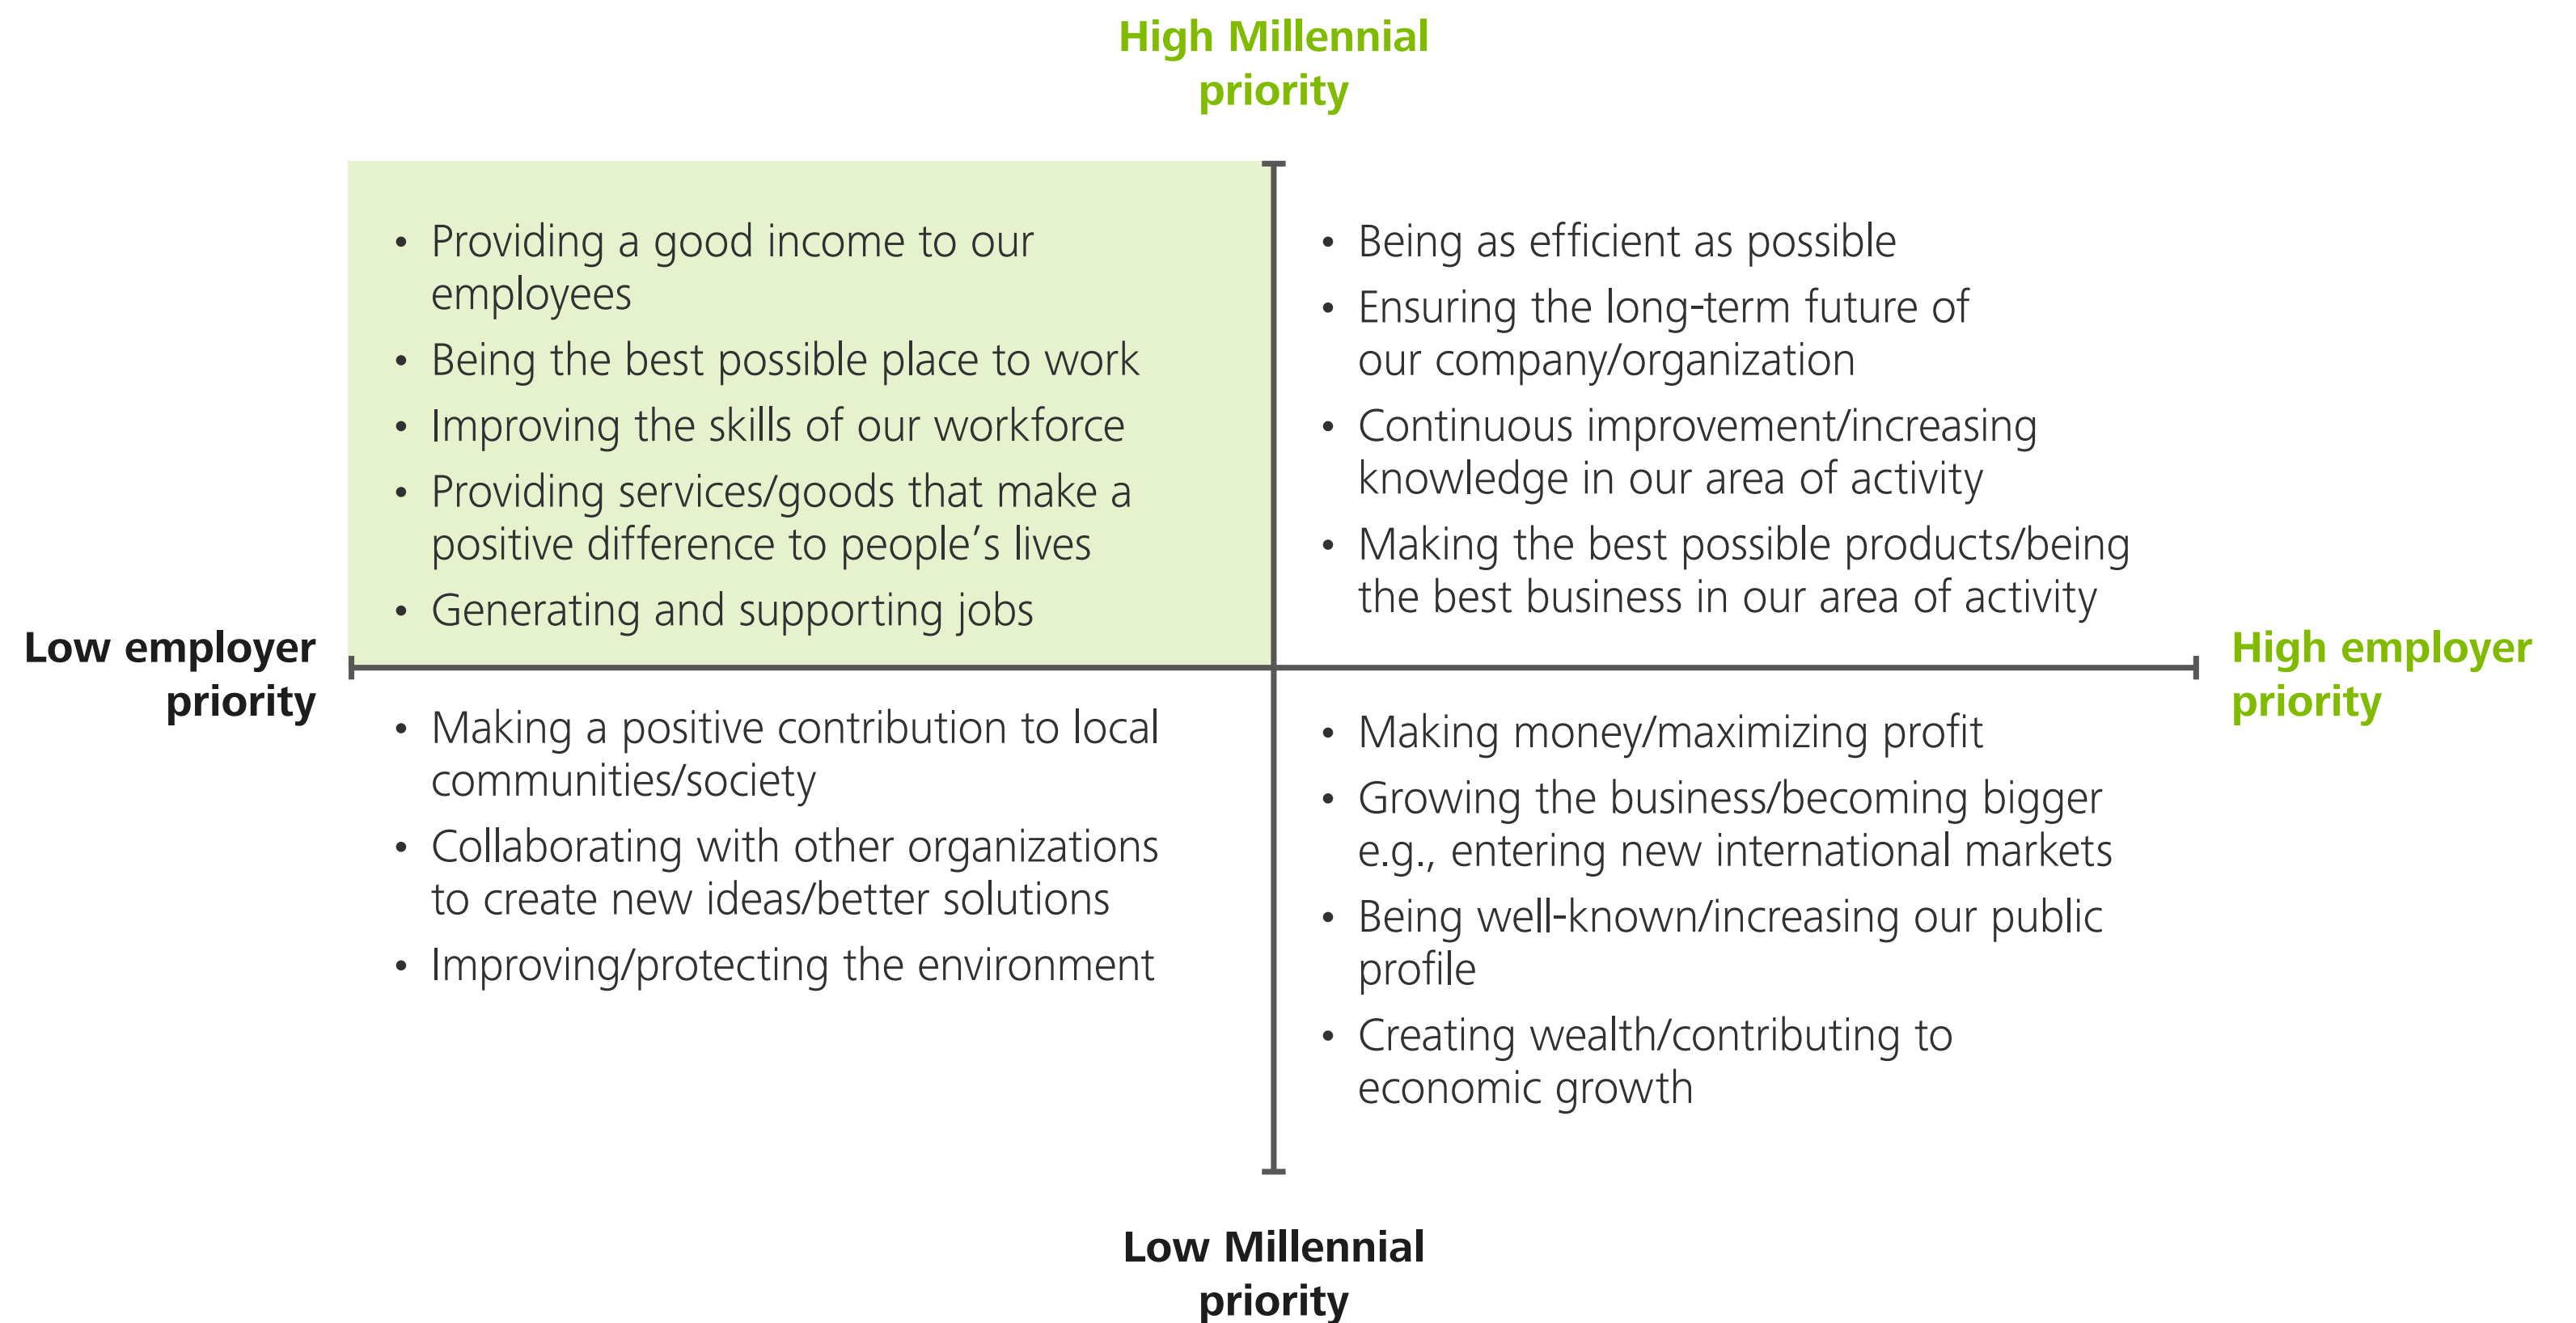 High Millennial
priority
• Providing a good income to our
employees
• Being the best possible place to work
• Improving the skills of our workforce
• Providing services/goods that make a
positive difference to people’s lives
• Generating and supporting jobs
• Being as efficient as possible
• Ensuring the long-term future of
our company/organization
• Continuous improvement/increasing
knowledge in our area of activity
• Making the best possible products/being
the best business in our area of activity
Low employer
priority
High employer
priority
• Making a positive contribution to local
communities/society
• Collaborating with other organizations
to create new ideas/better solutions
• Improving/protecting the environment
• Making money/maximizing profit
• Growing the business/becoming bigger
e.g., entering new international markets
• Being well-known/increasing our public
profile
• Creating wealth/contributing to
economic growth
Low Millennial
priority